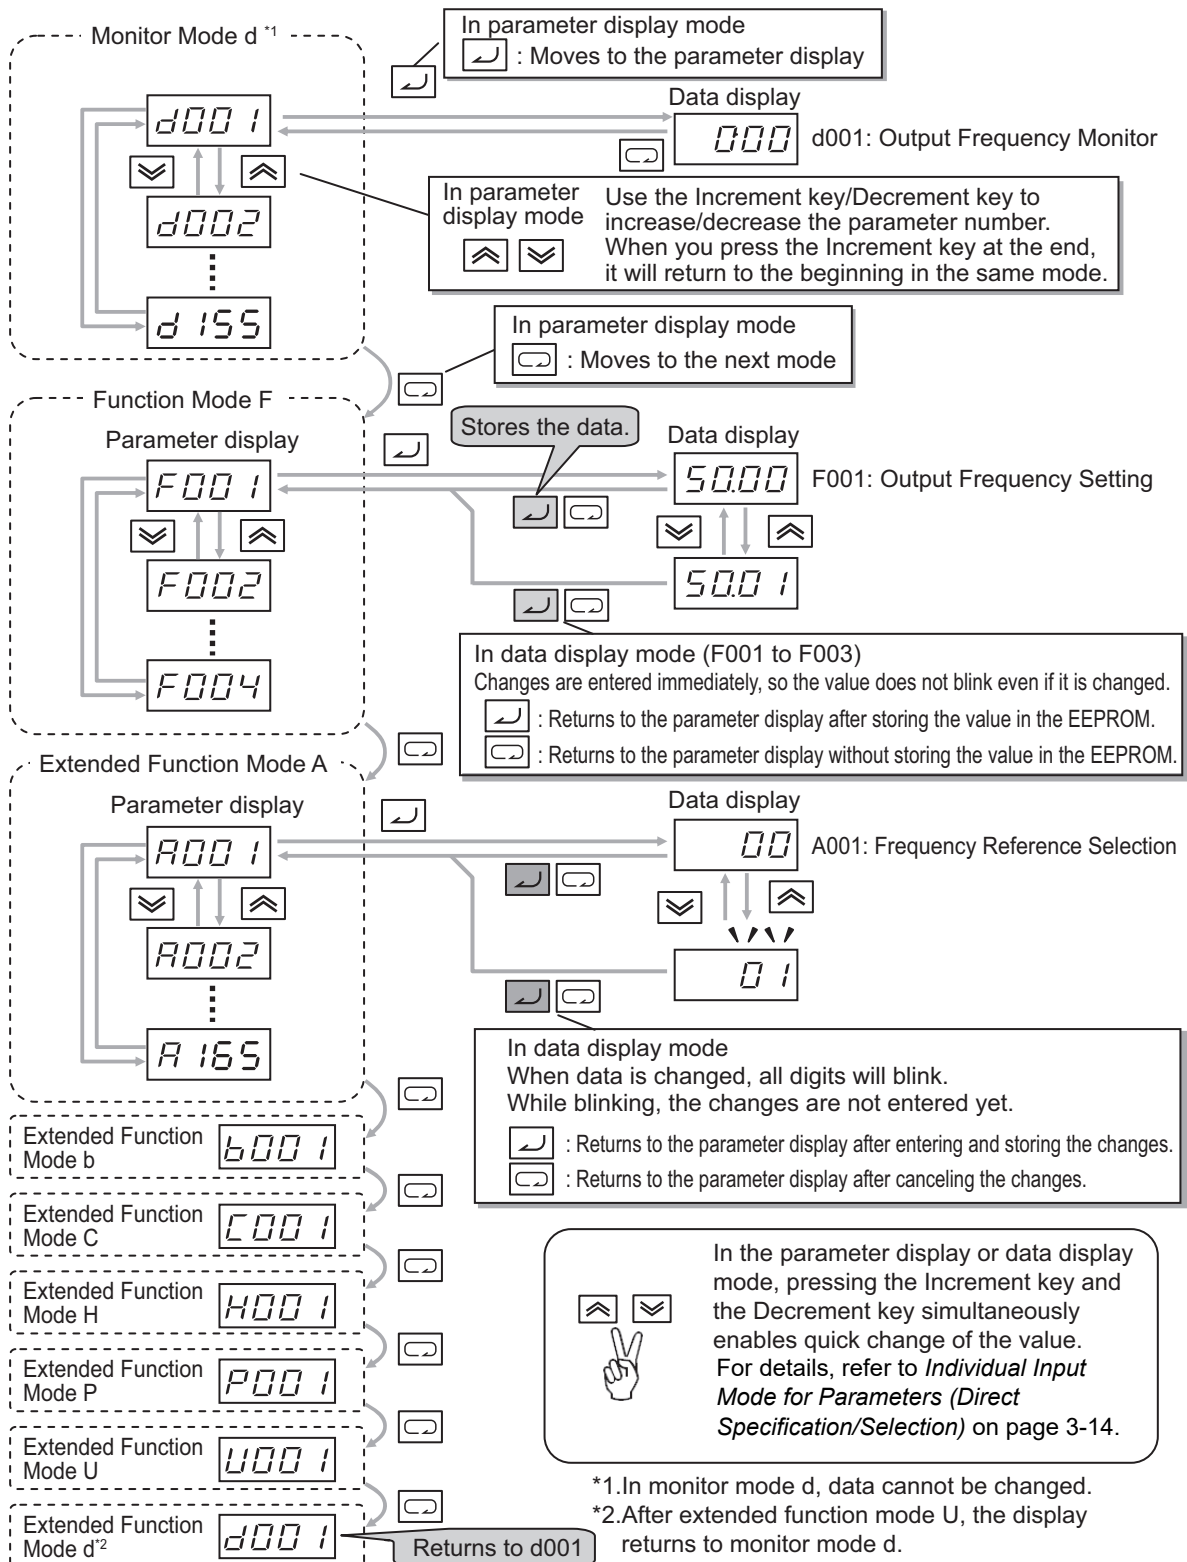 Monitor Mode d *1
In parameter display mode
: Moves to the parameter display
d001
Data display
0.00
d001: Output Frequency Monitor
d002
In parameter
display mode
Use the Increment key/Decrement key to
increase/decrease the parameter number.
When you press the Increment key at the end,
it will return to the beginning in the same mode.
d155
In parameter display mode
: Moves to the next mode
Function Mode F
Parameter display
Stores the data.
Data display
F001
50.00
F001: Output Frequency Setting
F002
50.01
F004
In data display mode (F001 to F003)
Changes are entered immediately, so the value does not blink even if it is changed.
: Returns to the parameter display after storing the value in the EEPROM.
: Returns to the parameter display without storing the value in the EEPROM.
Extended Function Mode A
Parameter display
Data display
A001
00
A001: Frequency Reference Selection
A002
01
A165
In data display mode
When data is changed, all digits will blink.
While blinking, the changes are not entered yet.
: Returns to the parameter display after entering and storing the changes.
: Returns to the parameter display after canceling the changes.
Extended Function
Mode b
b001
Extended Function
Mode C
C001
Extended Function
Mode H
H001
Extended Function
Mode P
P001
Extended Function
Mode U
U001
Extended Function
Mode d*2
d001
Returns to d001
In the parameter display or data display
mode, pressing the Increment key and
the Decrement key simultaneously
enables quick change of the value.
For details, refer to Individual Input
Mode for Parameters (Direct
Specification/Selection) on page 3-14.
*1.In monitor mode d, data cannot be changed.
*2.After extended function mode U, the display
returns to monitor mode d.